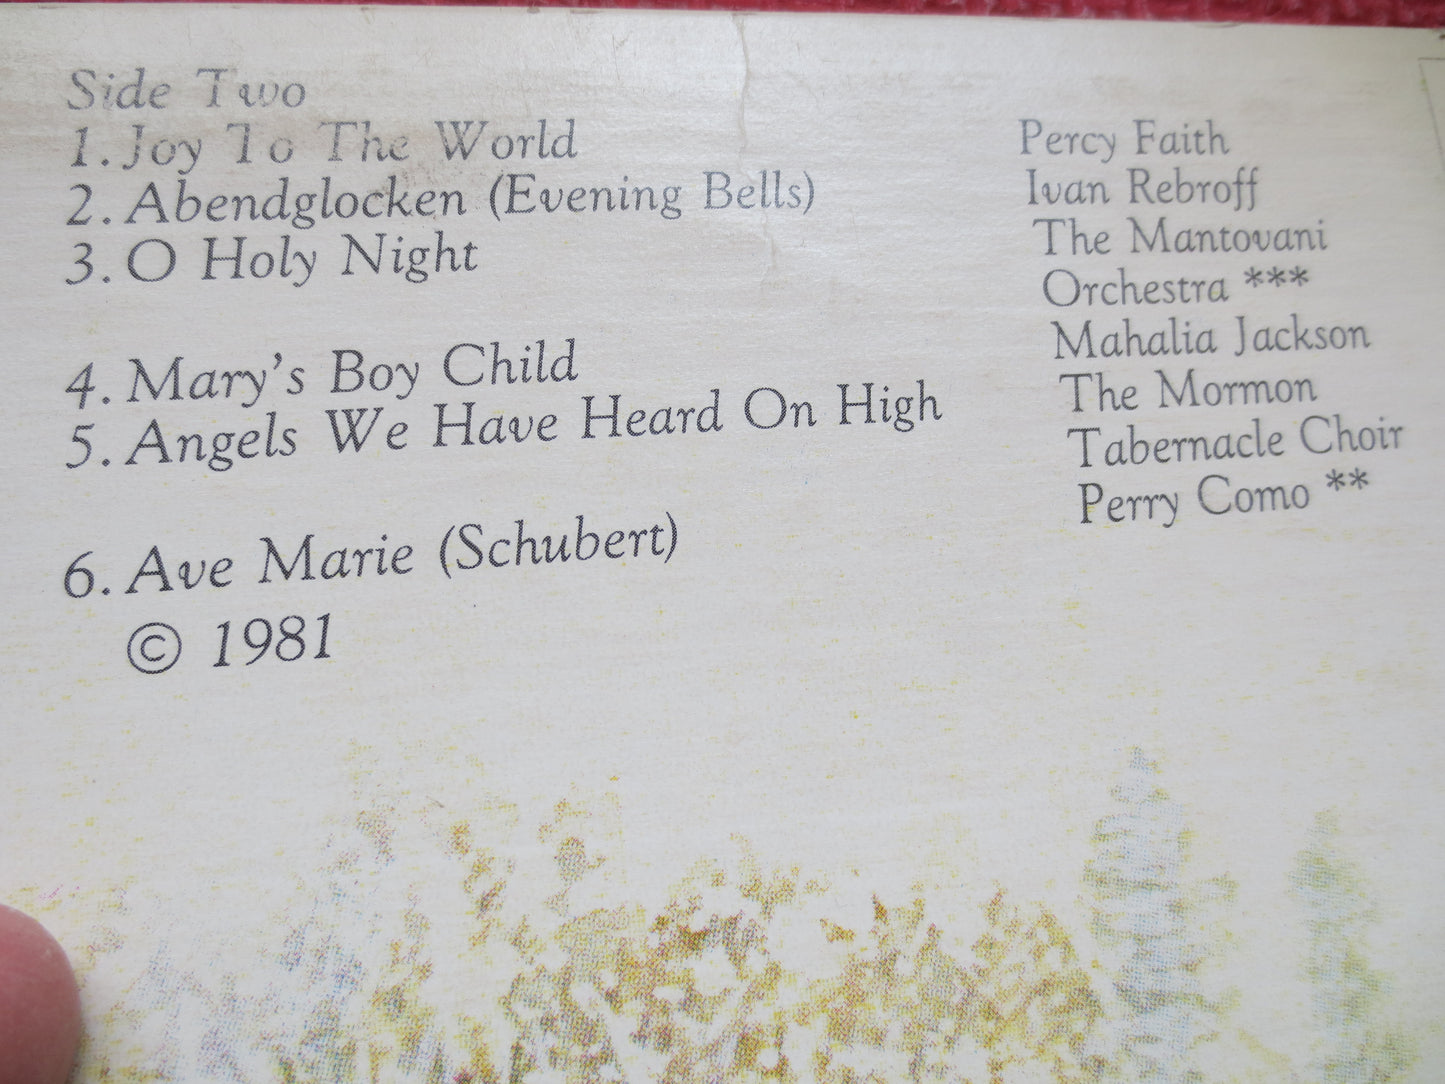 Side Two
1. Joy To The World
2. Abendglocken (Evening Bells)
3. O Holy Night
4. Mary's Boy Child
5. Angels We Have Heard On High
6. Ave Marie (Schubert)
© 1981
Percy Faith
Ivan Rebroff
The Mantovani
Orchestra ***
Mahalia Jackson
The Mormon
Tabernacle Choir
Perry Como **